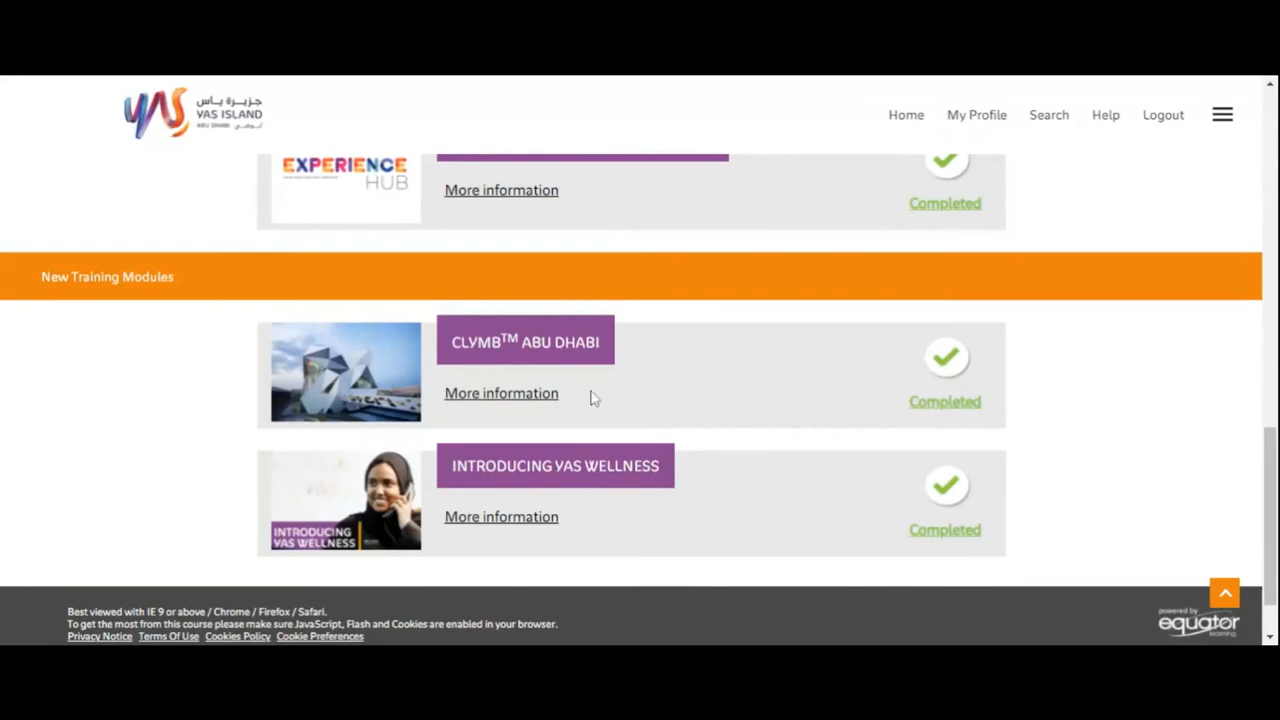 جزيرة ياس
YAS ISLAND
ABU DHABI أبوظبي
Home My Profile Search Help Logout
EXPERIENCE
HUB
More information
Completed
New Training Modules
CLYMB™ ABU DHABI
More information
Completed
INTRODUCING YAS WELLNESS
INTRODUCING
YAS WELLNESS
More information
Completed
Best viewed with IE 9 or above / Chrome / Firefox / Safari.
To get the most from this course please make sure JavaScript, Flash and Cookies are enabled in your browser.
Privacy Notice Terms Of Use Cookies Policy Cookie Preferences
powered by
equator
learning